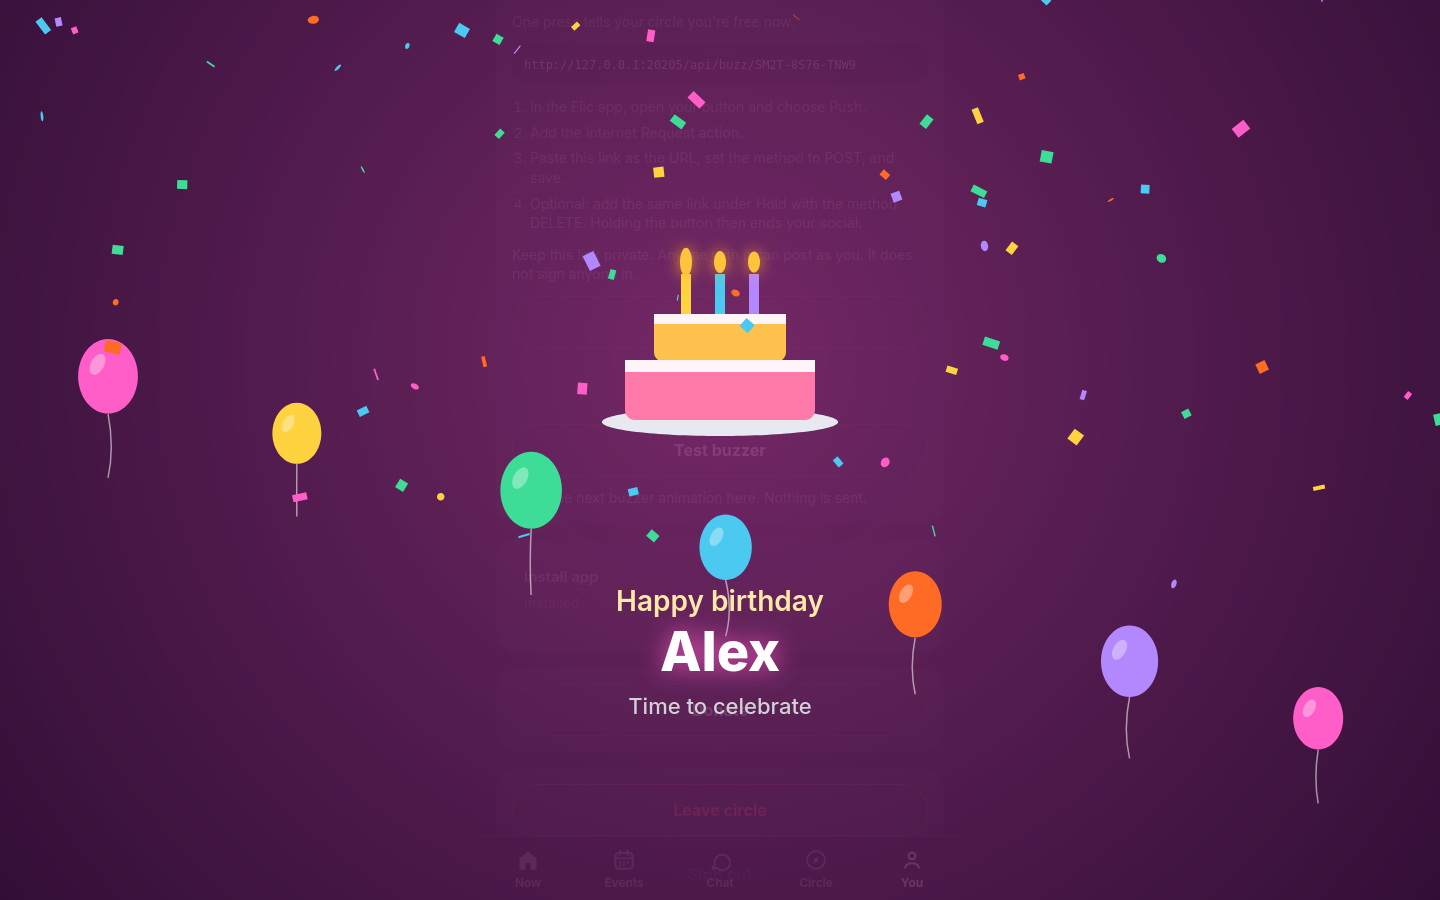 One press tells your circle you're free now.
http://127.0.0.1:20205/api/buzz/SM2T-8S76-TNW9
1. In the Flic app, open your button and choose Push.
2. Add the Internet Request action.
3. Paste this link as the URL, set the method to POST, and
save.
4. Optional: add the same link under Hold with the method
DELETE. Holding the button then ends your social.
Keep this link private. Anyone with it can post as you. It does
not sign anyone in.
Test buzzer
next buzzer animation here. Nothing is sent.
Install app
Installed
Happy birthday
Alex
Time to celebrate
Leave circle
Now
Events
Chat
Circle
You